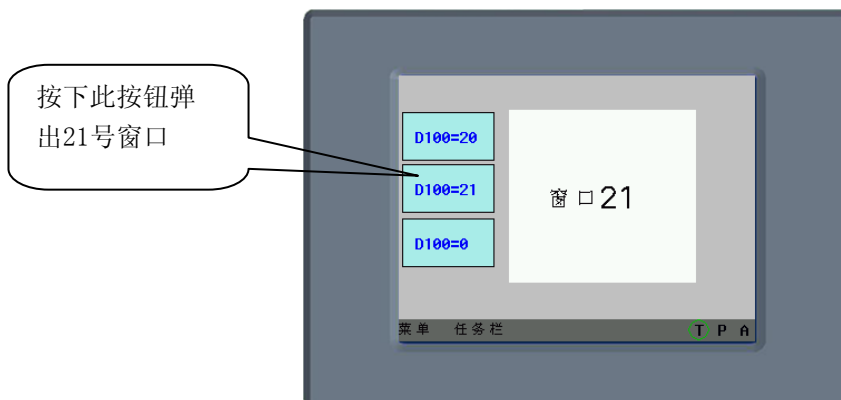 按下此按钮弹
出21号窗口
D100=20
D100=21
窗口21
D100=0
菜单 任务栏 T P A